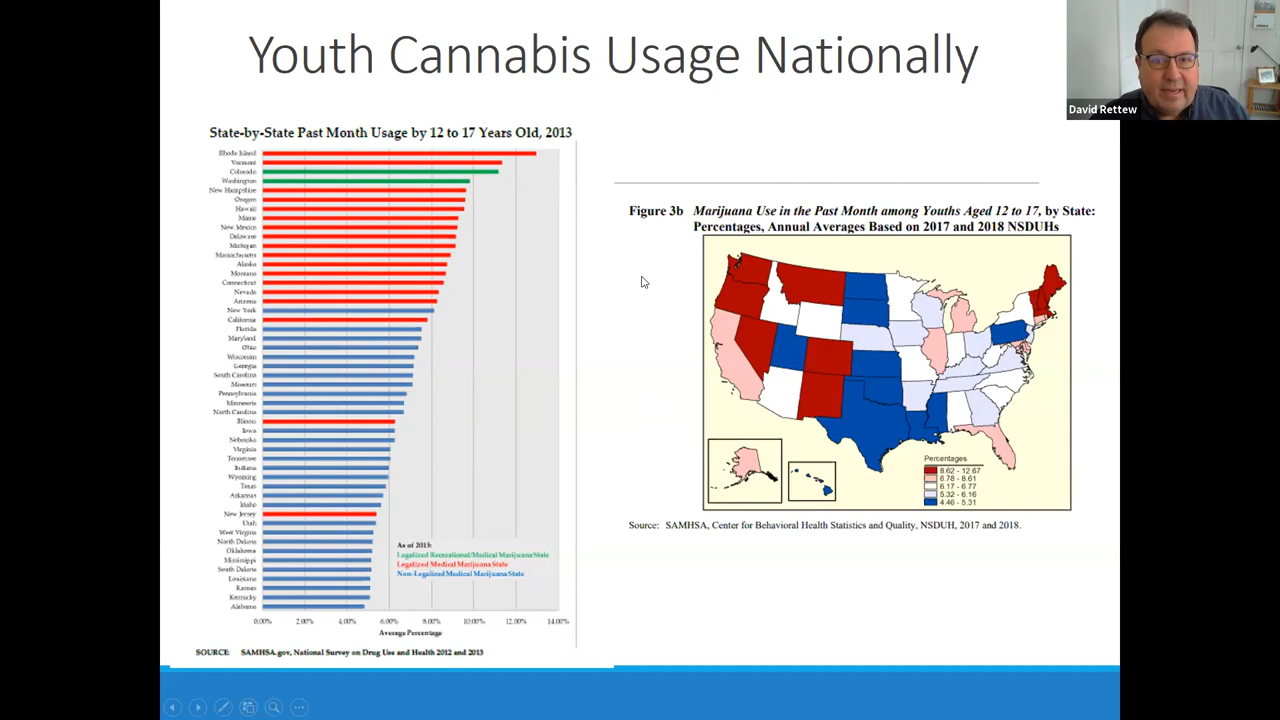 Youth Cannabis Usage Nationally
David Rettew
State-by-State Past Month Usage by 12 to 17 Years Old, 2013
Rhode Island
Vermont
Colorado
Washington
New Hampshire
Oregon
Hawaii
Maine
New Mexico
Delaware
Michigan
Massachusetts
Alaska
Montana
Connecticut
Nevada
Arizona
New York
California
Florida
Maryland
Ohio
Wisconsin
Georgia
South Carolina
Missouri
Pennsylvania
Minnesota
North Carolina
Illinois
Iowa
Nebraska
Virginia
Tennessee
Indiana
Wyoming
Texas
Arkansas
Idaho
New Jersey
Utah
West Virginia
North Dakota
Oklahoma
Mississippi
South Dakota
Louisiana
Kansas
Kentucky
Alabama
As of 2013:
Legalized Recreational/Medical Marijuana State
Legalized Medical Marijuana State
Non-Legalized Medical Marijuana State
0.00% 2.00% 4.00% 6.00% 8.00% 10.00% 12.00% 14.00%
Average Percentage
SOURCE: SAMHSA.gov, National Survey on Drug Use and Health 2012 and 2013
Figure 3b Marijuana Use in the Past Month among Youths Aged 12 to 17, by State:
Percentages, Annual Averages Based on 2017 and 2018 NSDUHs
Percentages
8.62 - 12.67
6.78 - 8.61
6.17 - 6.77
5.32 - 6.16
4.46 - 5.31
Source: SAMHSA, Center for Behavioral Health Statistics and Quality, NSDUH, 2017 and 2018.